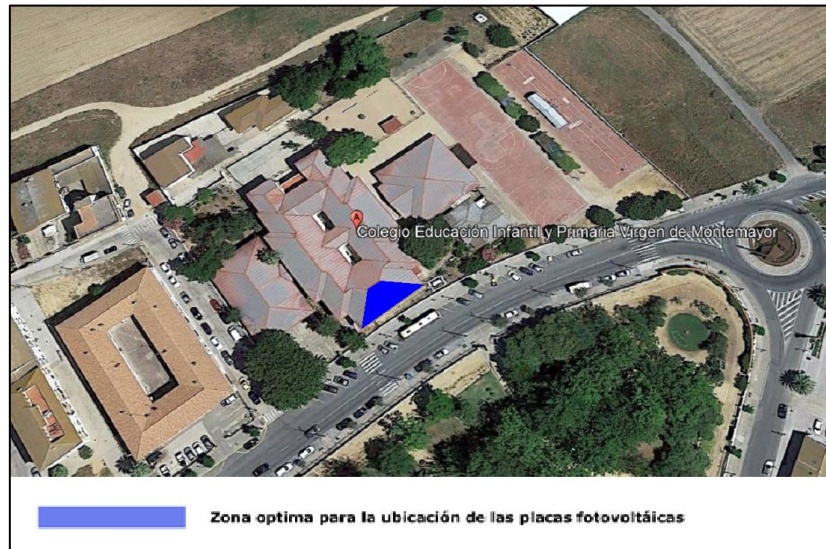 A
Colegio Educación Infantil y Primaria Virgen de Montemayor
Zona optima para la ubicación de las placas fotovoltáicas